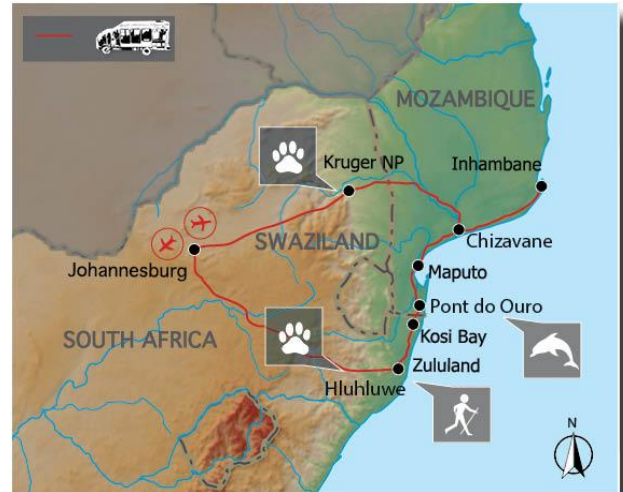 MOZAMBIQUE
Kruger NP
Inhambane
SWAZILAND
Chizavane
Johannesburg
Maputo
Pont do Ouro
SOUTH AFRICA
Kosi Bay
Zululand
Hluhluwe
N